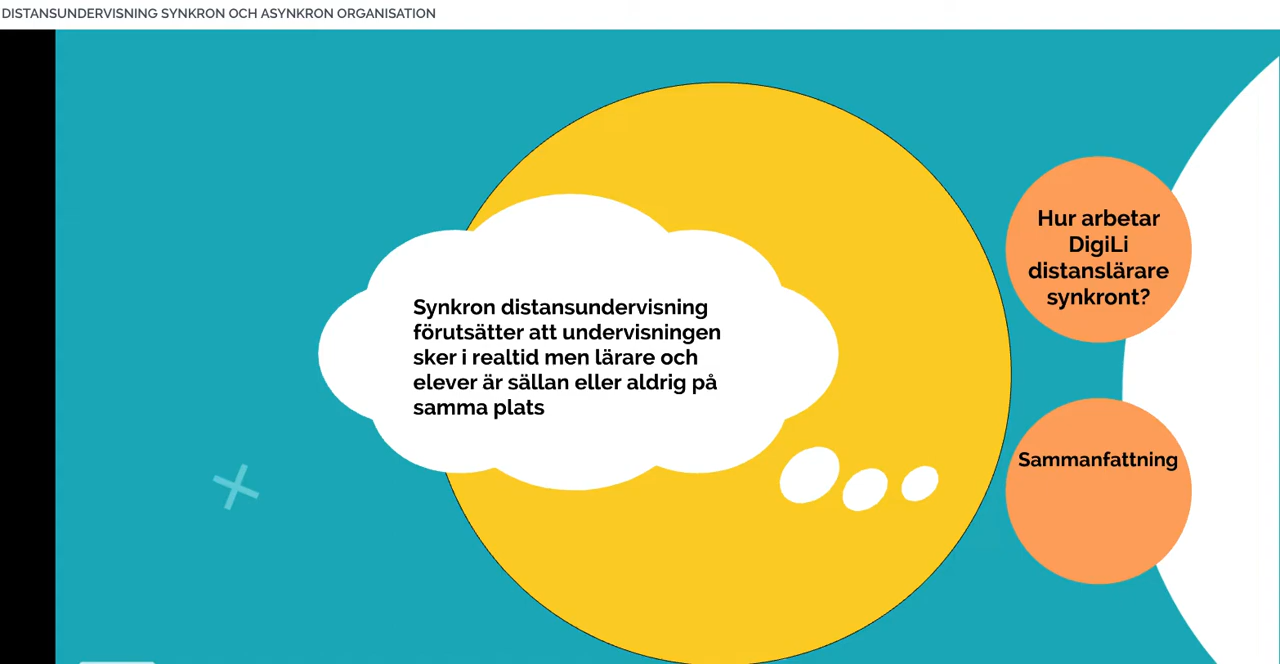 DISTANSUNDERVISNING SYNKRON OCH ASYNKRON ORGANISATION
Synkron distansundervisning
förutsätter att undervisningen
sker i realtid men lärare och
elever är sällan eller aldrig på
samma plats
Hur arbetar
DigiLi
distanslärare
synkront?
Sammanfattning